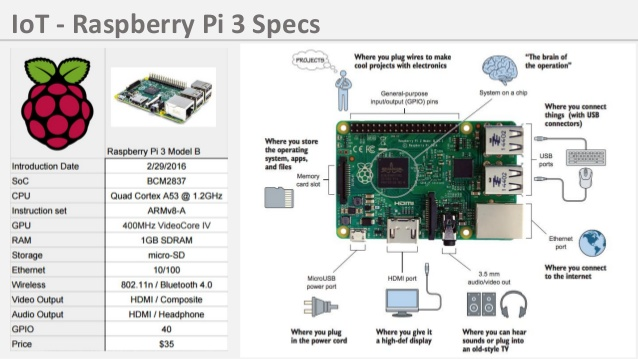 IoT - Raspberry Pi 3 Specs
Raspberry Pi 3 Model B
Introduction Date 2/29/2016
SoC BCM2837
CPU Quad Cortex A53 @ 1.2GHz
Instruction set ARMv8-A
GPU 400MHz VideoCore IV
RAM 1GB SDRAM
Storage micro-SD
Ethernet 10/100
Wireless 802.11n / Bluetooth 4.0
Video Output HDMI / Composite
Audio Output HDMI / Headphone
GPIO 40
Price $35
PROJECTS
Where you plug wires to make
cool projects with electronics
General-purpose
input/output (GPIO) pins
"The brain of
the operation"
System on a chip
Where you connect
things (with USB
connectors)
USB
ports
Where you store
the operating
system, apps,
and files
Memory
card slot
HDMI
Ethernet
port
Where you connect
to the internet
MicroUSB
power port
Where you plug
in the power cord
HDMI port
Where you give it
a high-def display
3.5 mm
audio/video out
Where you can hear
sounds or plug into
an old-style TV